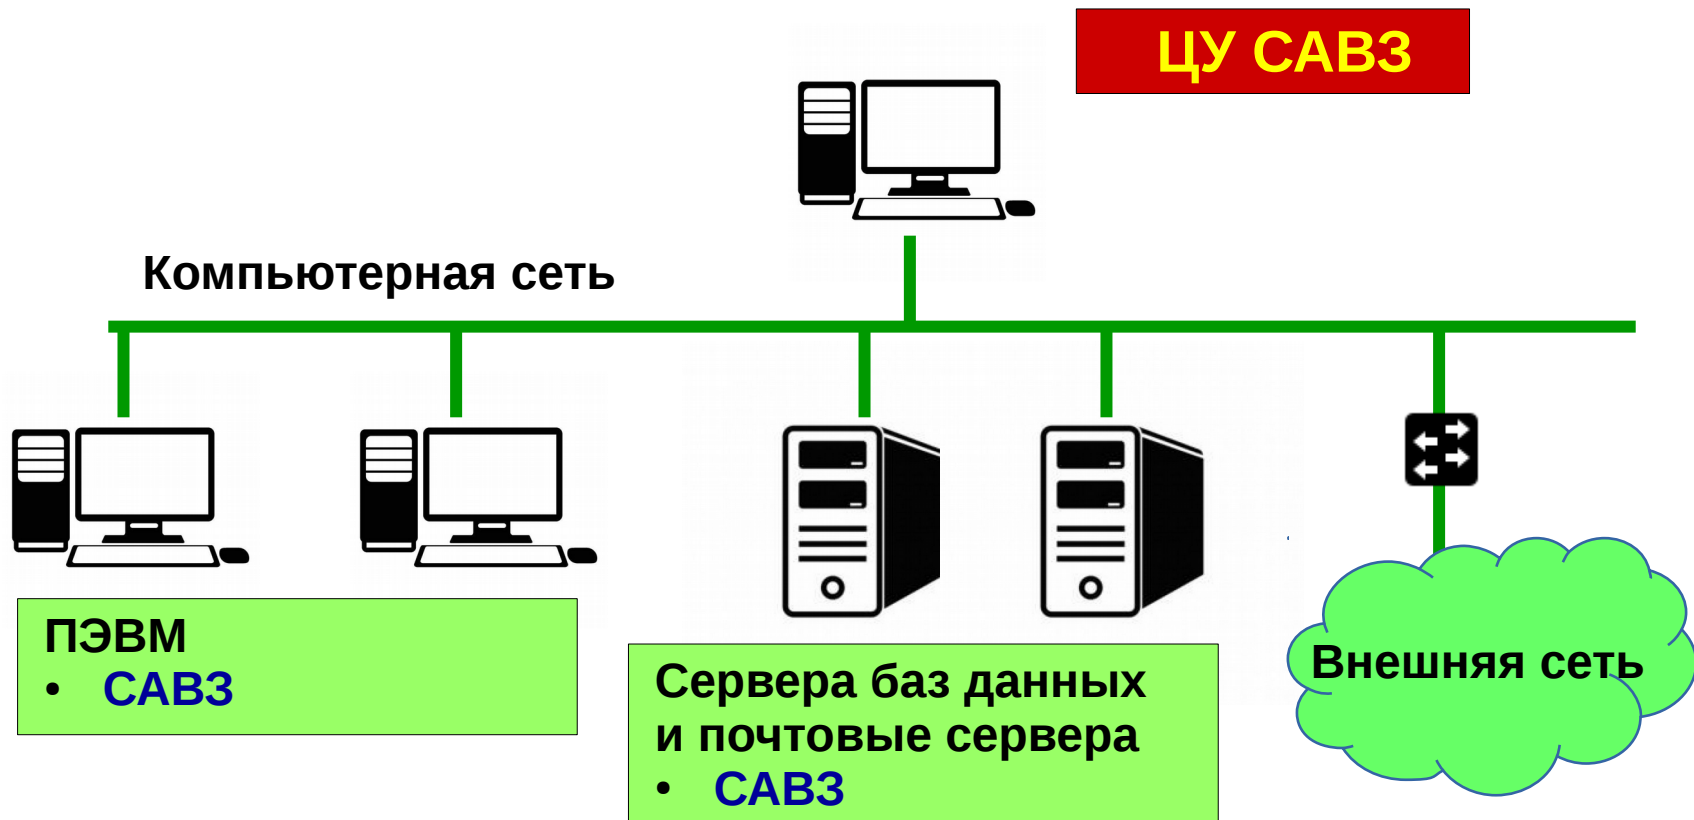 ЦУ САВЗ
Компьютерная сеть
ПЭВМ
• САВЗ
Сервера баз данных
и почтовые сервера
• САВЗ
Внешняя сеть